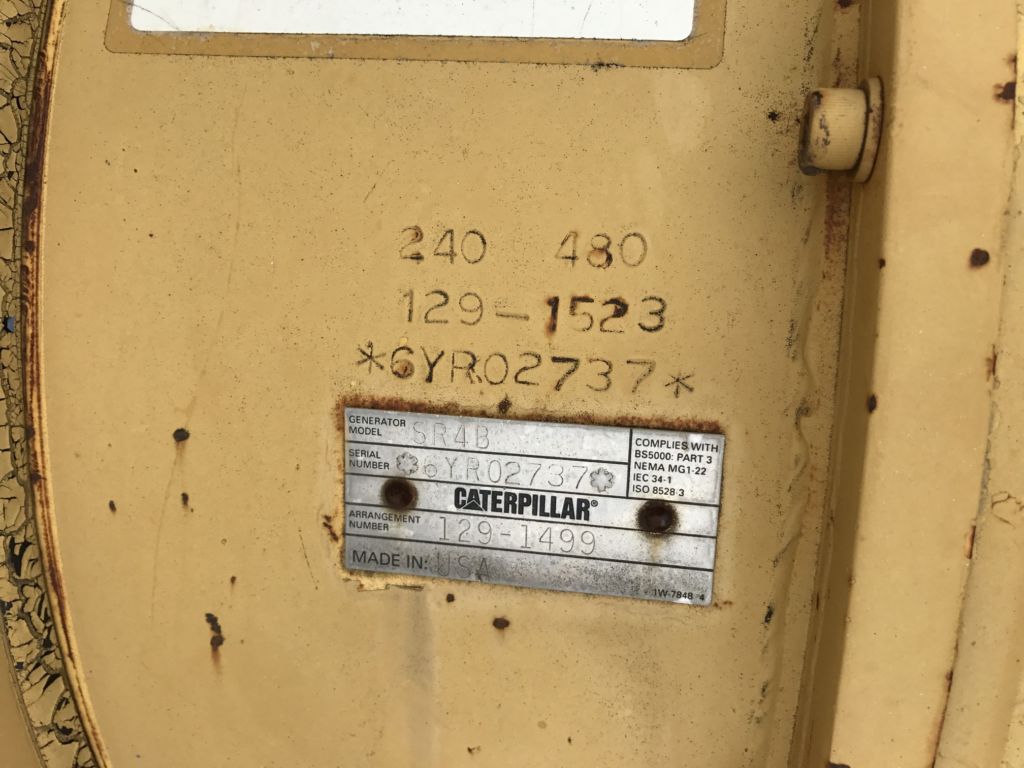 240 480
129-1523
*6YR02737*
GENERATOR MODEL SR4B
SERIAL NUMBER *6YR02737*
COMPLIES WITH
BS5000: PART 3
NEMA MG1-22
IEC 34-1
ISO 8528-3
CATERPILLAR®
ARRANGEMENT NUMBER 129-1499
MADE IN: USA
1W-7848 4